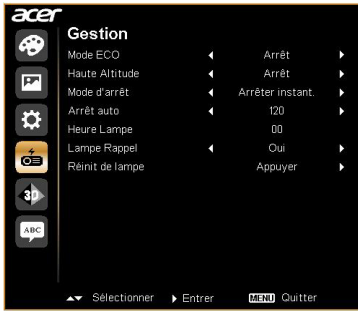 acer
Gestion
Mode ECO Arrêt
Haute Altitude Arrêt
Mode d'arrêt Arrêter instant.
Arrêt auto 120
Heure Lampe 00
Lampe Rappel Oui
Réinit de lampe Appuyer
3D
ABC
Sélectionner Entrer MENU Quitter